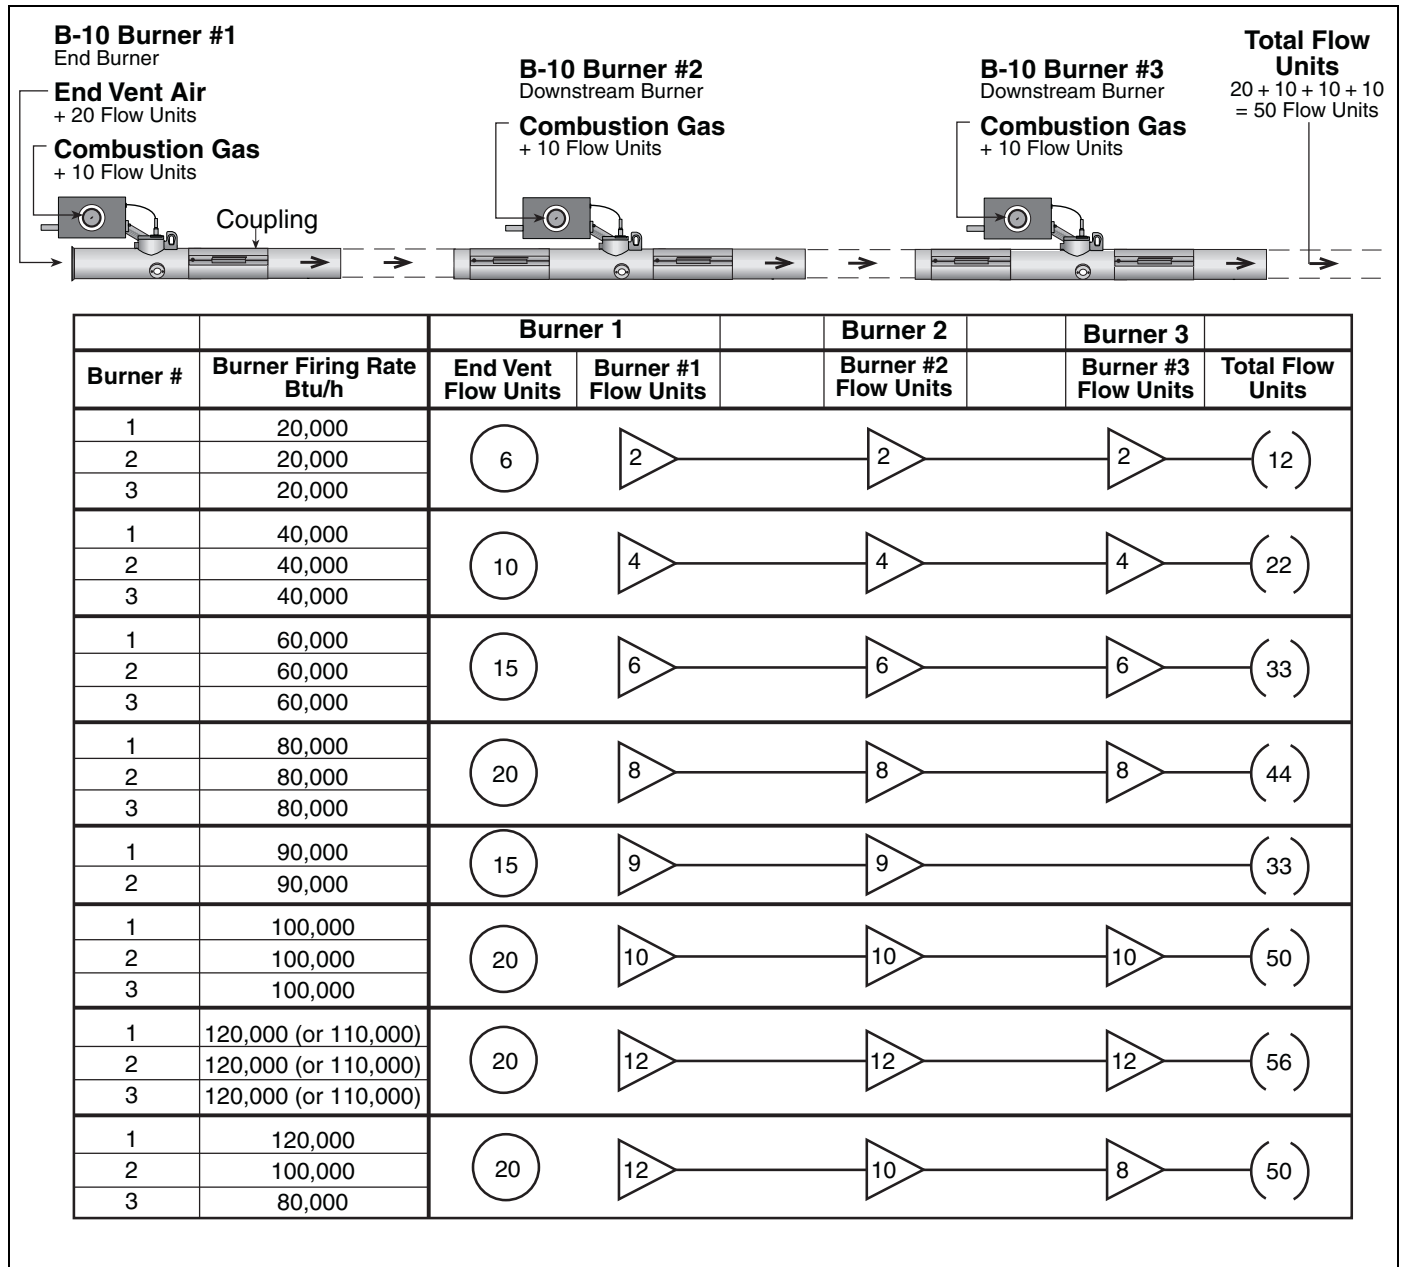 B-10 Burner #1
End Burner
End Vent Air
+ 20 Flow Units
Combustion Gas
+ 10 Flow Units
Coupling
B-10 Burner #2
Downstream Burner
Combustion Gas
+ 10 Flow Units
B-10 Burner #3
Downstream Burner
Combustion Gas
+ 10 Flow Units
Total Flow
Units
20 + 10 + 10 + 10
= 50 Flow Units
Burner 1 Burner 2 Burner 3
Burner # Burner Firing Rate Btu/h End Vent Flow Units Burner #1 Flow Units Burner #2 Flow Units Burner #3 Flow Units Total Flow Units
1 20,000
2 20,000 6 2 2 2 (12)
3 20,000
1 40,000
2 40,000 10 4 4 4 (22)
3 40,000
1 60,000
2 60,000 15 6 6 6 (33)
3 60,000
1 80,000
2 80,000 20 8 8 8 (44)
3 80,000
1 90,000
15 9 9 (33)
2 90,000
1 100,000
2 100,000 20 10 10 10 (50)
3 100,000
1 120,000 (or 110,000)
2 120,000 (or 110,000) 20 12 12 12 (56)
3 120,000 (or 110,000)
1 120,000
2 100,000 20 12 10 8 (50)
3 80,000